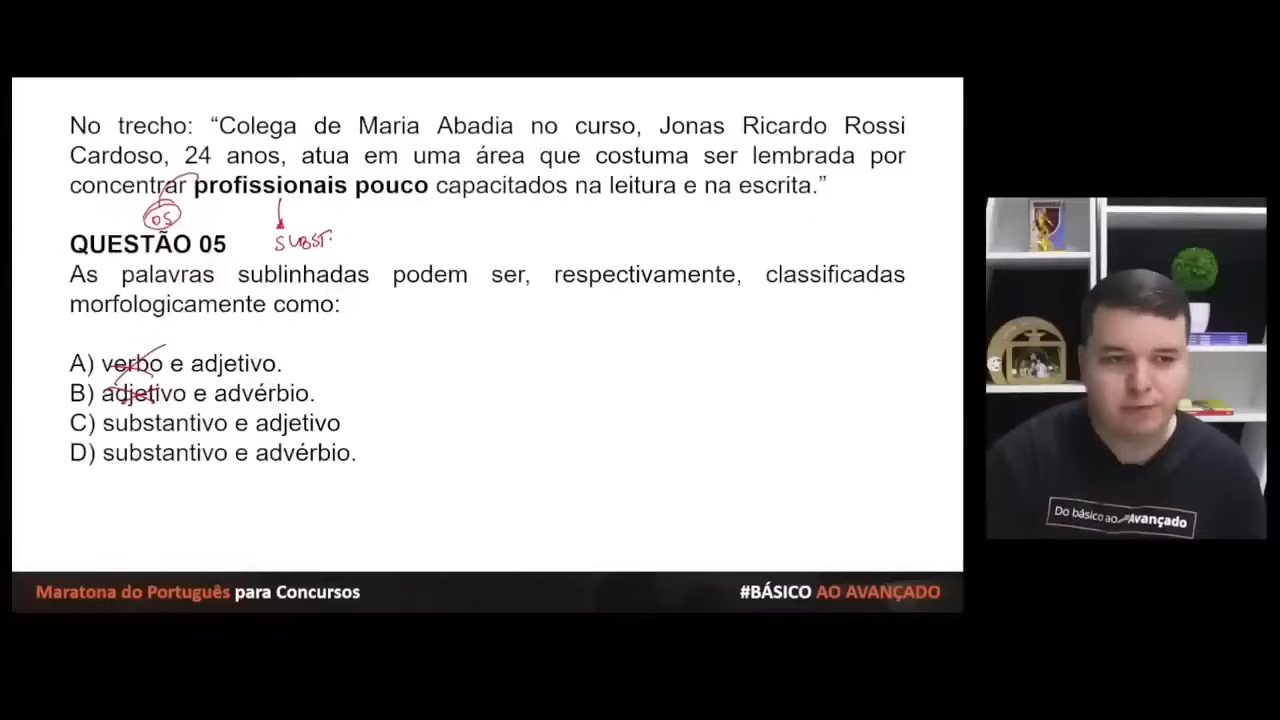 No trecho: “Colega de Maria Abadia no curso, Jonas Ricardo Rossi
Cardoso, 24 anos, atua em uma área que costuma ser lembrada por
concentrar profissionais pouco capacitados na leitura e na escrita.”
OS
SUBST.
QUESTÃO 05
As palavras sublinhadas podem ser, respectivamente, classificadas
morfologicamente como:
A) verbo e adjetivo.
B) adjetivo e advérbio.
C) substantivo e adjetivo
D) substantivo e advérbio.
Maratona do Português para Concursos
#BÁSICO AO AVANÇADO
Do básico ao #Avançado